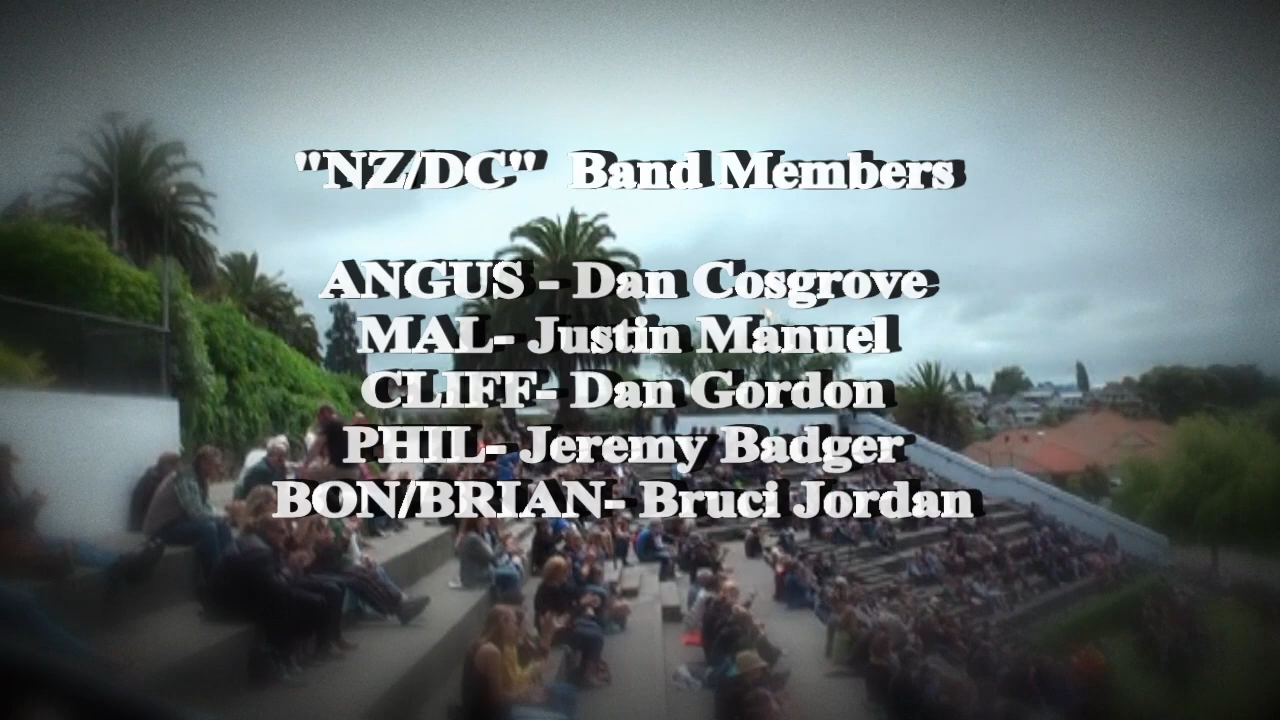 "NZ/DC" Band Members
ANGUS - Dan Cosgrove
MAL- Justin Manuel
CLIFF- Dan Gordon
PHIL- Jeremy Badger
BON/BRIAN- Bruci Jordan